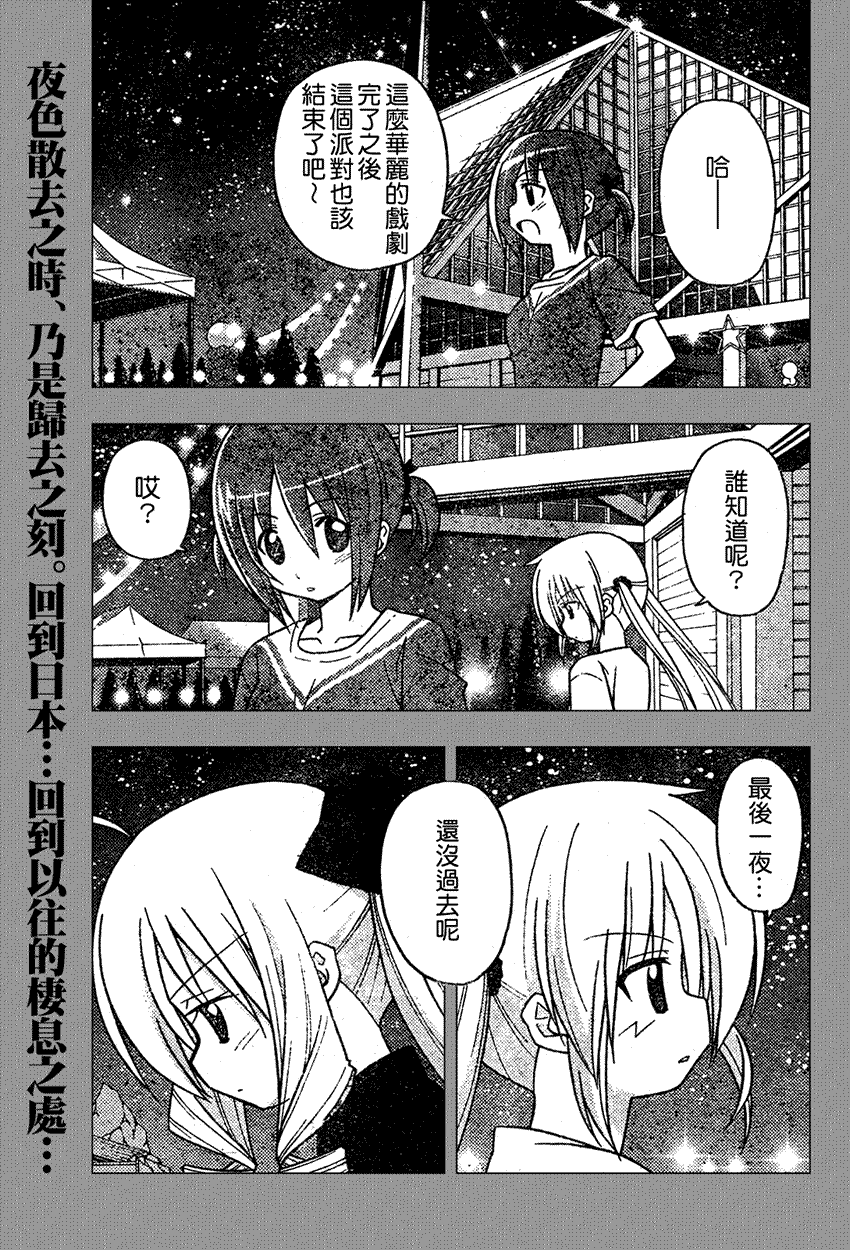 哈──
這麼華麗的戲劇
完了之後
這個派對也該
結束了吧~
誰知道呢？
哎？
最後一夜…
還沒過去呢
夜色散去之時、乃是歸去之刻。回到日本…回到以往的棲息之處…